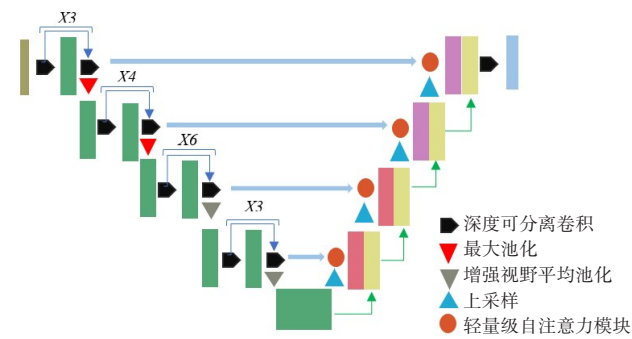 X3
X4
X6
X3
深度可分离卷积
最大池化
增强视野平均池化
上采样
轻量级自注意力模块